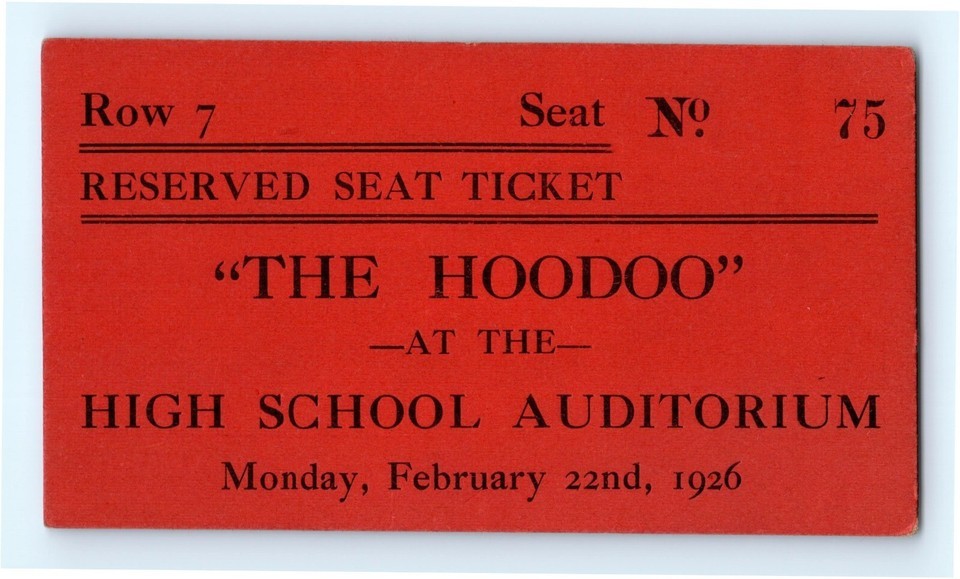 Row 7 Seat Nº 75
RESERVED SEAT TICKET
“THE HOODOO”
—AT THE—
HIGH SCHOOL AUDITORIUM
Monday, February 22nd, 1926